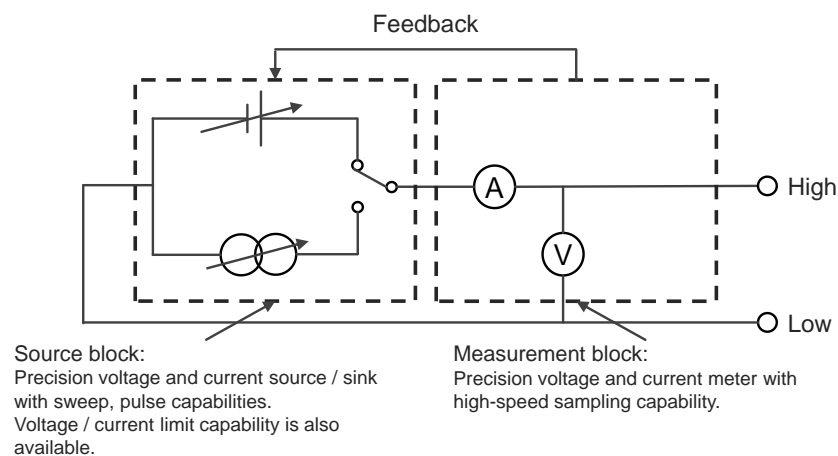 Feedback
A
High
V
Low
Source block:
Precision voltage and current source / sink
with sweep, pulse capabilities.
Voltage / current limit capability is also
available.
Measurement block:
Precision voltage and current meter with
high-speed sampling capability.